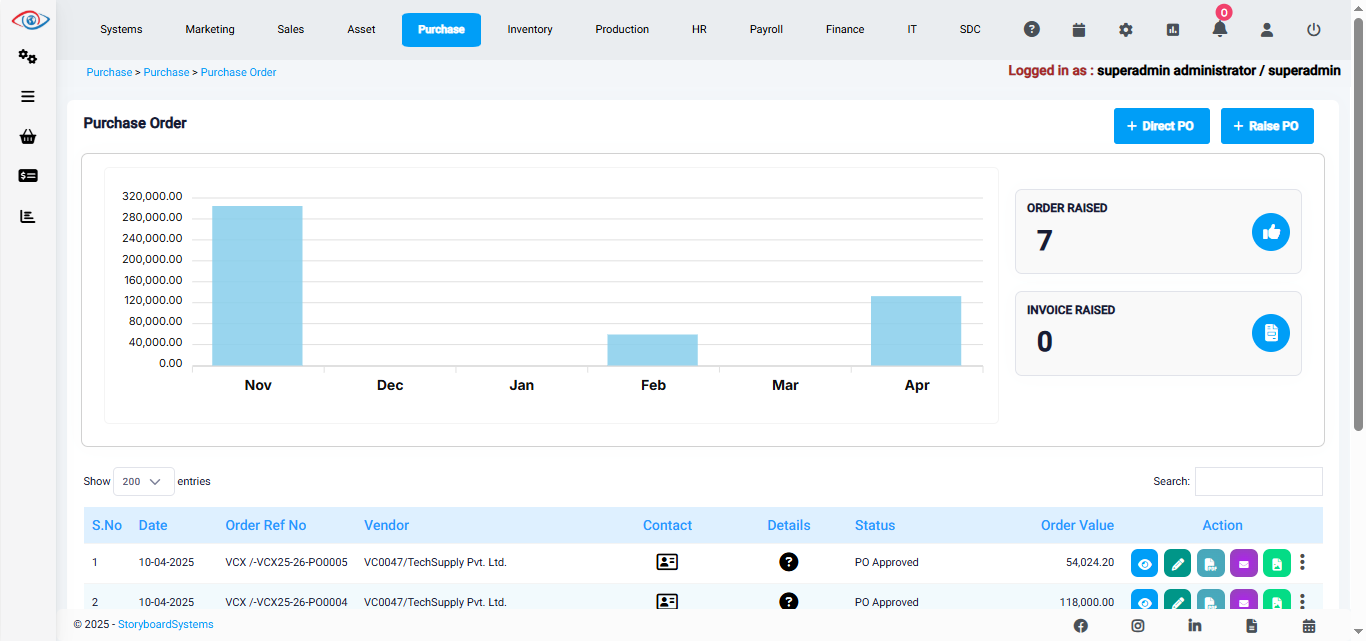 Systems Marketing Sales Asset Purchase Inventory Production HR Payroll Finance IT SDC 0
Purchase > Purchase > Purchase Order
Logged in as : superadmin administrator / superadmin
Purchase Order
+ Direct PO
+ Raise PO
320,000.00
280,000.00
240,000.00
200,000.00
160,000.00
120,000.00
80,000.00
40,000.00
0.00
Nov Dec Jan Feb Mar Apr
ORDER RAISED
7
INVOICE RAISED
0
Show 200 entries
Search:
S.No Date Order Ref No Vendor Contact Details Status Order Value Action
1 10-04-2025 VCX /-VCX25-26-PO0005 VC0047/TechSupply Pvt. Ltd. PO Approved 54,024.20
2 10-04-2025 VCX /-VCX25-26-PO0004 VC0047/TechSupply Pvt. Ltd. PO Approved 118,000.00
© 2025 - StoryboardSystems